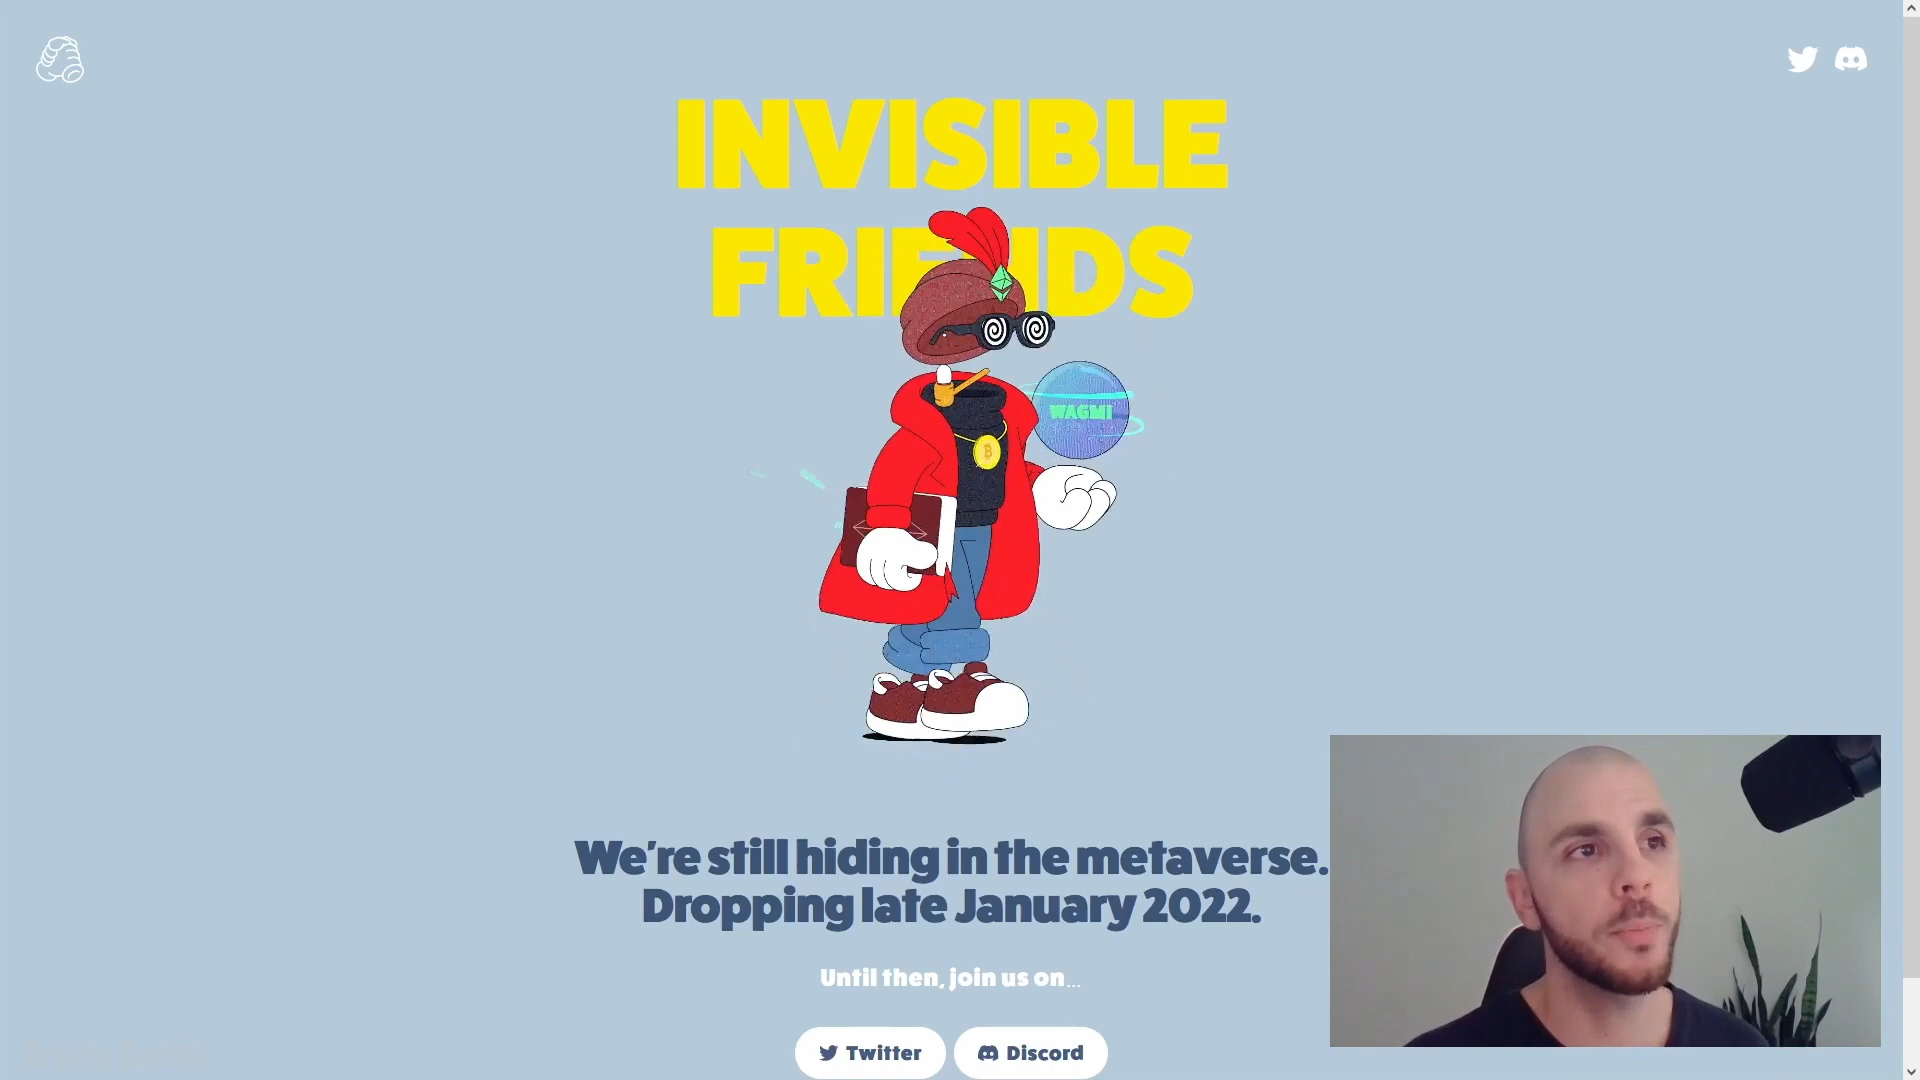 INVISIBLE
FRIENDS
WAGMI
We're still hiding in the metaverse.
Dropping late January 2022.
Until then, join us on...
Twitter
Discord